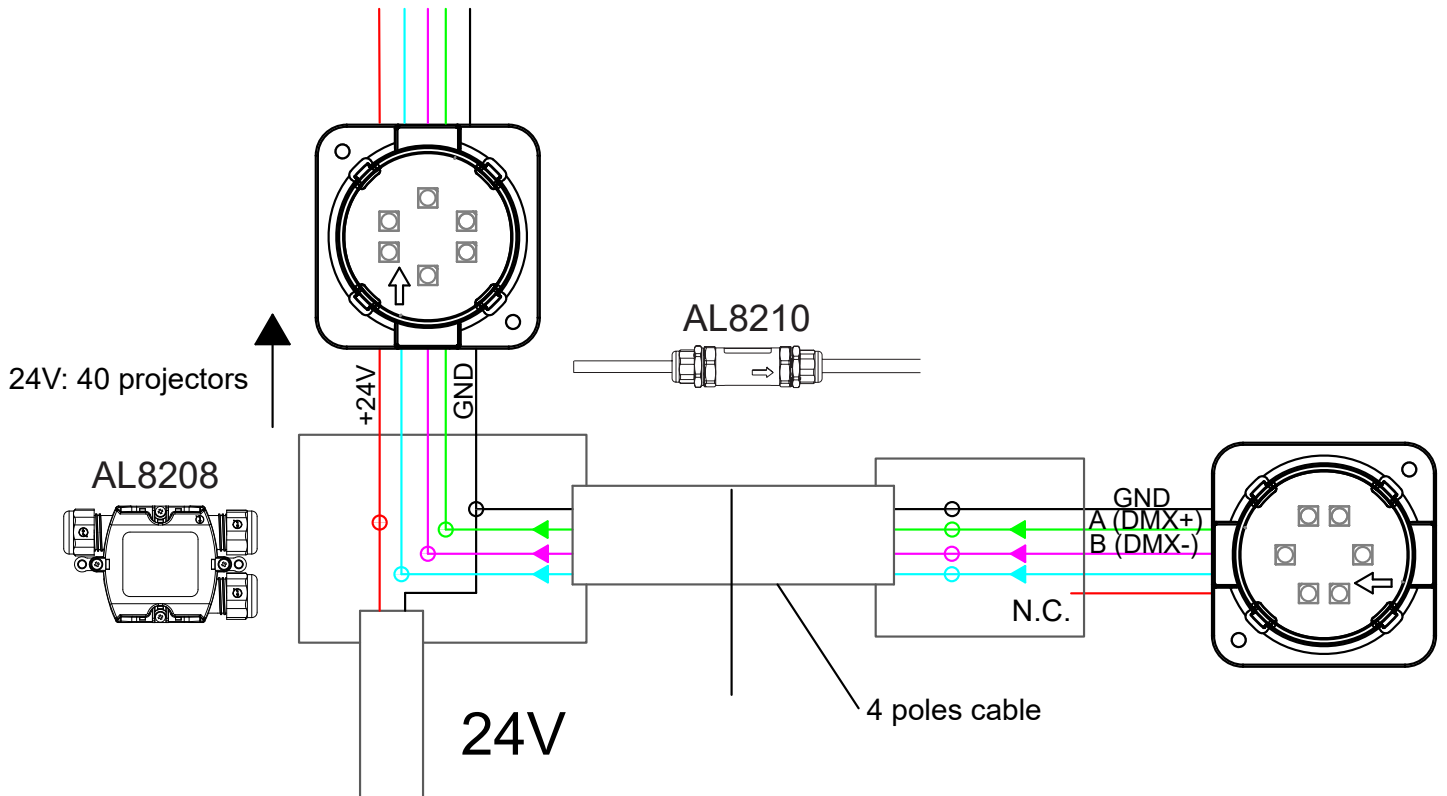 AL8210
24V: 40 projectors
+24V
GND
AL8208
GND
A (DMX+)
B (DMX-)
N.C.
4 poles cable
24V